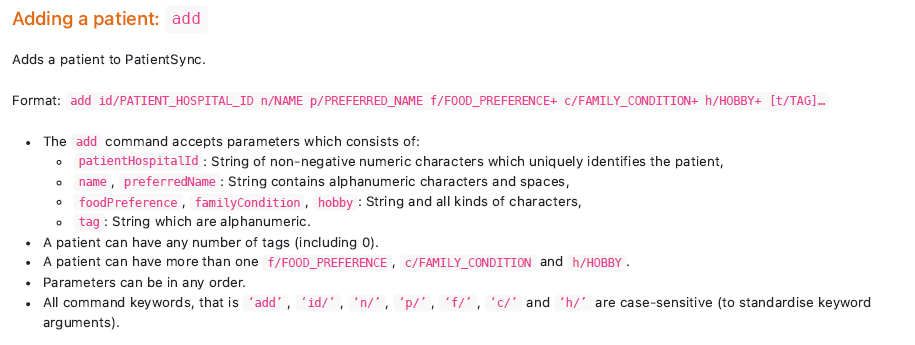 Adding a patient: add
Adds a patient to PatientSync.
Format: add id/PATIENT_HOSPITAL_ID n/NAME p/PREFERRED_NAME f/FOOD_PREFERENCE+ c/FAMILY_CONDITION+ h/HOBBY+ [t/TAG]…
• The add command accepts parameters which consists of:
◦ patientHospitalId : String of non-negative numeric characters which uniquely identifies the patient,
◦ name , preferredName : String contains alphanumeric characters and spaces,
◦ foodPreference , familyCondition , hobby : String and all kinds of characters,
◦ tag : String which are alphanumeric.
• A patient can have any number of tags (including 0).
• A patient can have more than one f/FOOD_PREFERENCE , c/FAMILY_CONDITION and h/HOBBY .
• Parameters can be in any order.
• All command keywords, that is ‘add’ , ‘id/’ , ‘n/’ , ‘p/’ , ‘f/’ , ‘c/’ and ‘h/’ are case-sensitive (to standardise keyword
arguments).